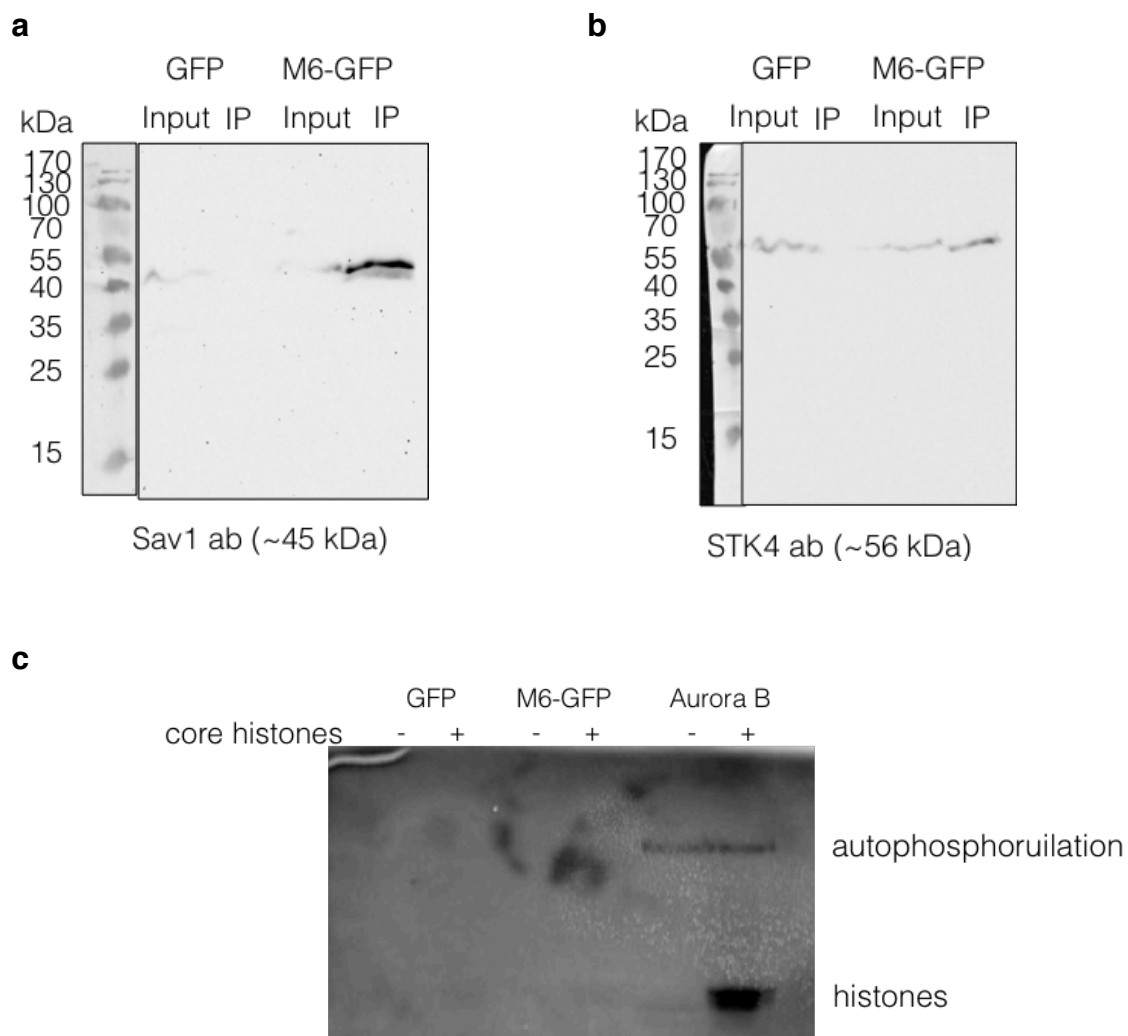 a
GFP M6-GFP
kDa Input IP Input IP
170
130
100
70
55
40
35
25
15
Sav1 ab (~45 kDa)
b
GFP M6-GFP
kDa Input IP Input IP
170
130
100
70
55
40
35
25
15
STK4 ab (~56 kDa)
c
GFP M6-GFP Aurora B
core histones - + - + - +
autophosphoruilation
histones